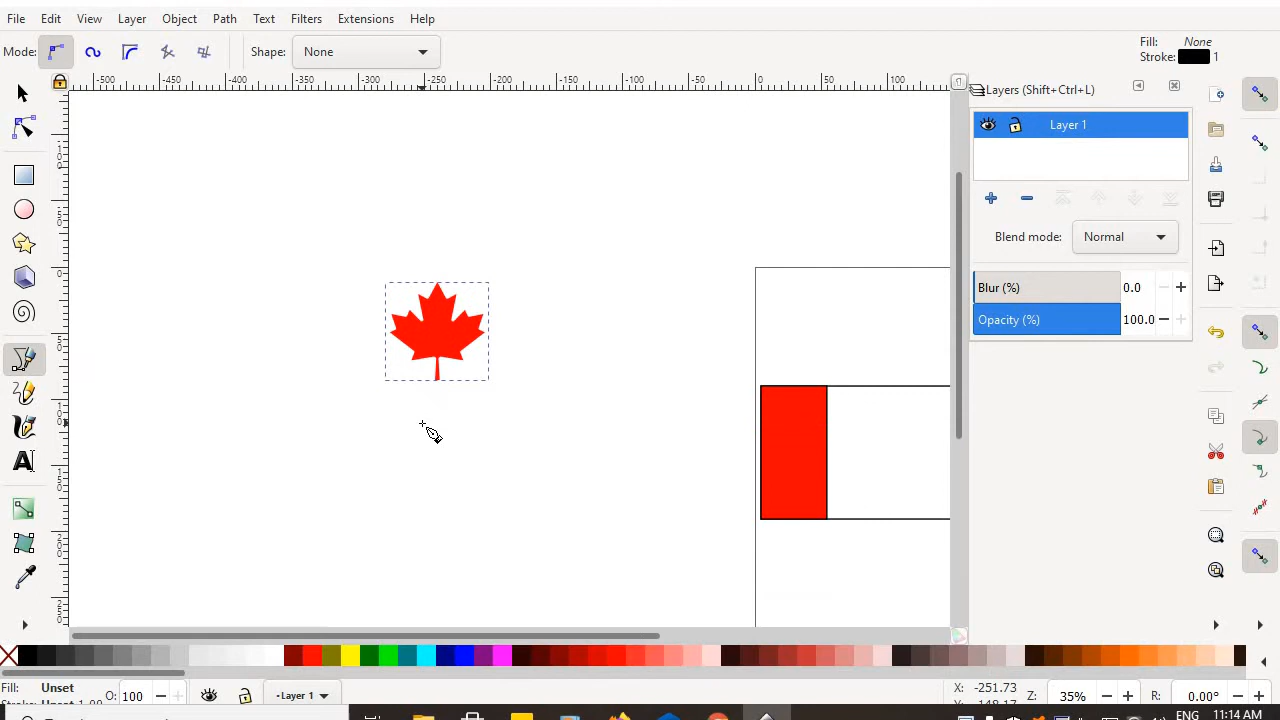 File Edit View Layer Object Path Text Filters Extensions Help
Mode: Shape: None Fill: None
Stroke: 1
-500 -450 -400 -350 -300 -250 -200 -150 -100 -50 0 50 100
Layers (Shift+Ctrl+L)
Layer 1
Blend mode: Normal
Blur (%) 0.0
Opacity (%) 100.0
Fill: Unset O: 100 Layer 1 X: -251.73 Z: 35% R: 0.00°
ENG 11:14 AM